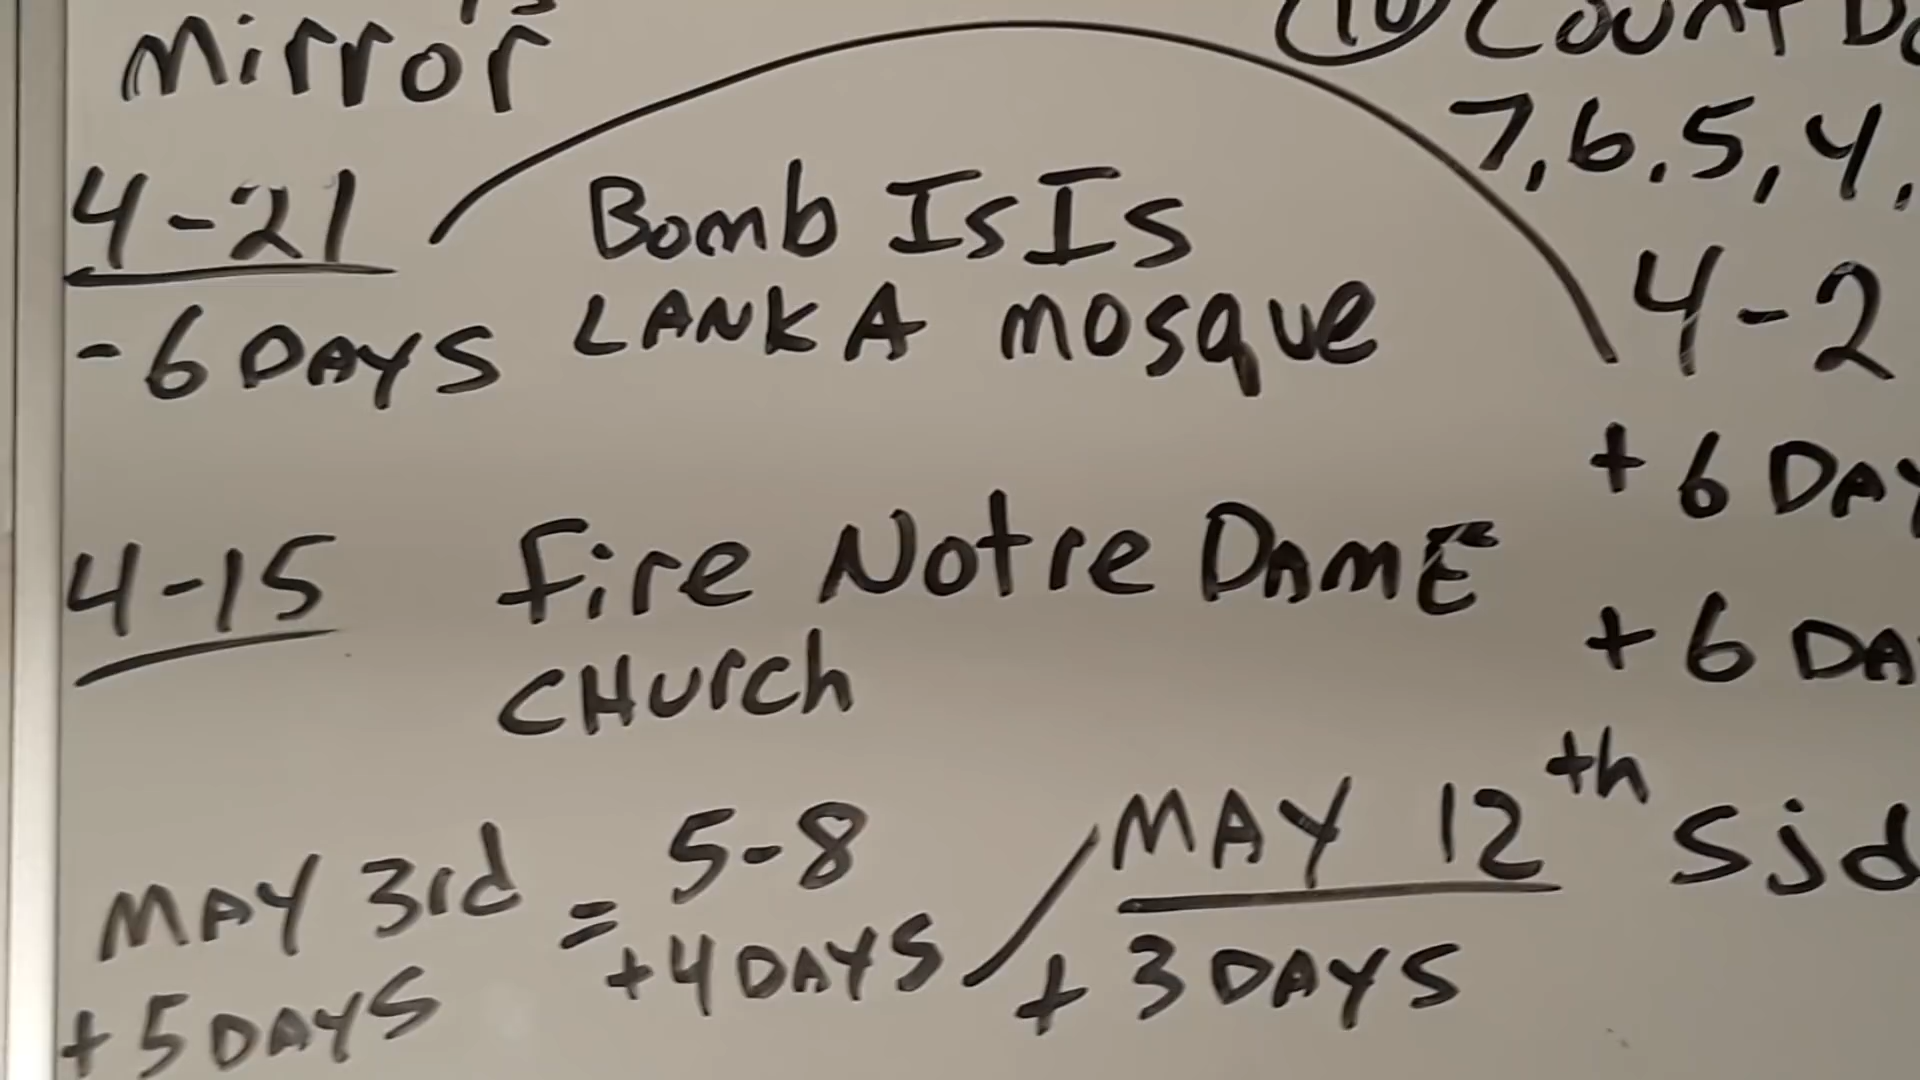 Mirror
10 COUNT
7, 6, 5, 4,
4-21 Bomb IsIs
4-2
- 6 DAYS LANKA mosque
+ 6 DAY
4-15 fire Notre DAME
CHurch
+ 6 DA
MAY 3rd = 5-8 MAY 12th Sjd
+ 5 DAYS +4 DAYS + 3 DAYS